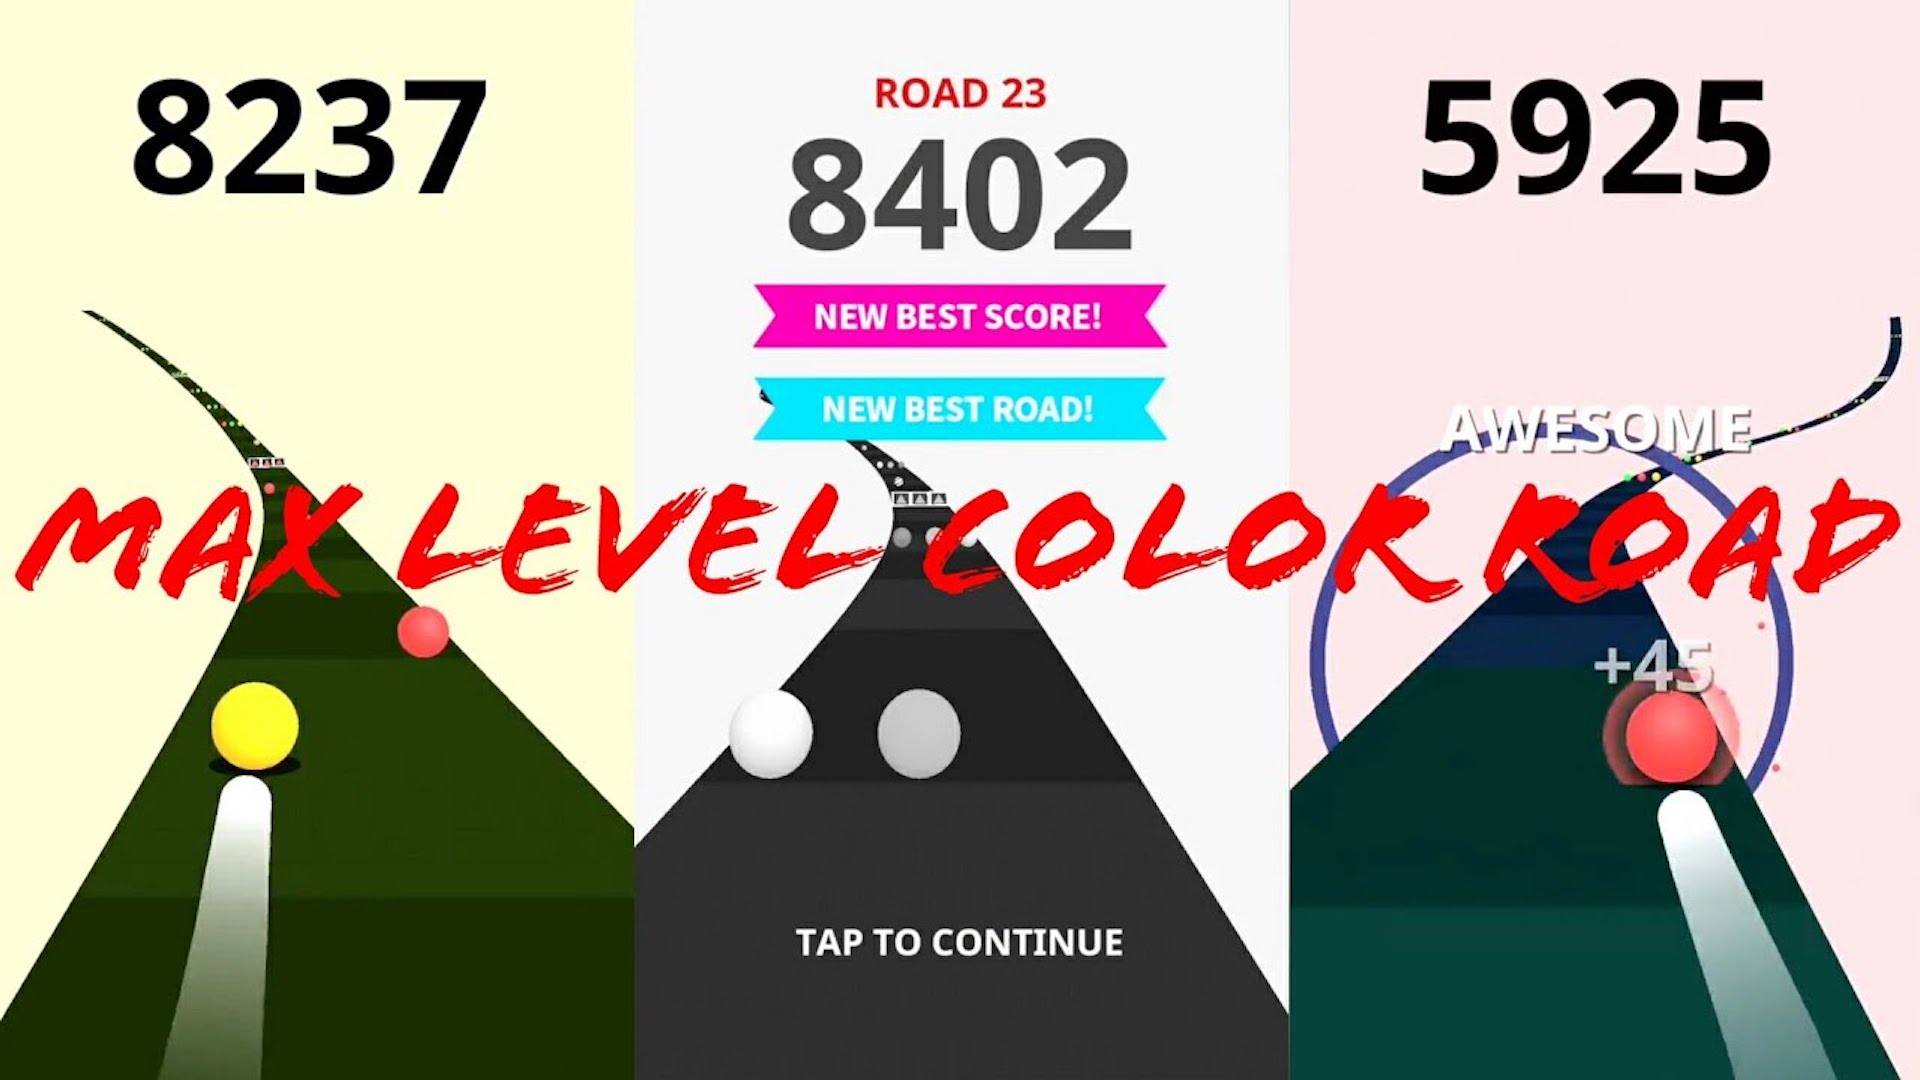 8237
ROAD 23
8402
NEW BEST SCORE!
NEW BEST ROAD!
5925
AWESOME
MAX LEVEL COLOR ROAD
+45
TAP TO CONTINUE